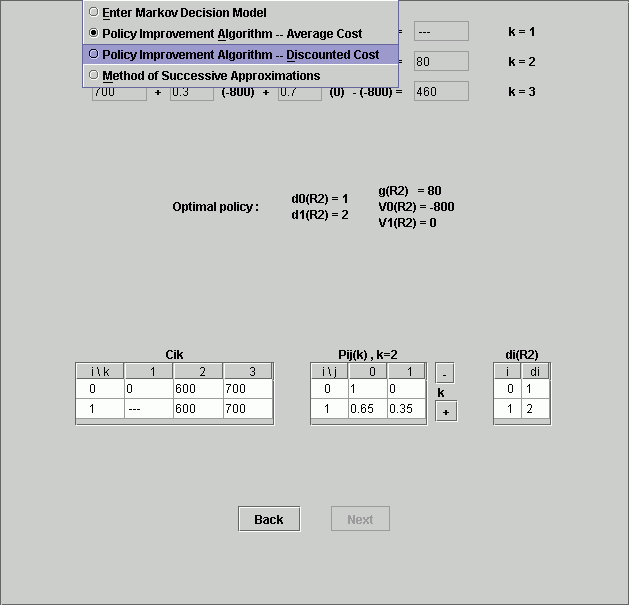 Enter Markov Decision Model
Policy Improvement Algorithm -- Average Cost = --- k = 1
Policy Improvement Algorithm -- Discounted Cost = 80 k = 2
Method of Successive Approximations
700 + 0.3 (-800) + 0.7 (0) - (-800) = 460 k = 3
Optimal policy : d0(R2) = 1 g(R2) = 80
d1(R2) = 2 V0(R2) = -800
V1(R2) = 0
Cik Pij(k) , k=2 di(R2)
i \ k 1 2 3 i \ j 0 1 - i di
0 0 600 700 0 1 0 k 0 1
1 --- 600 700 1 0.65 0.35 + 1 2
Back Next